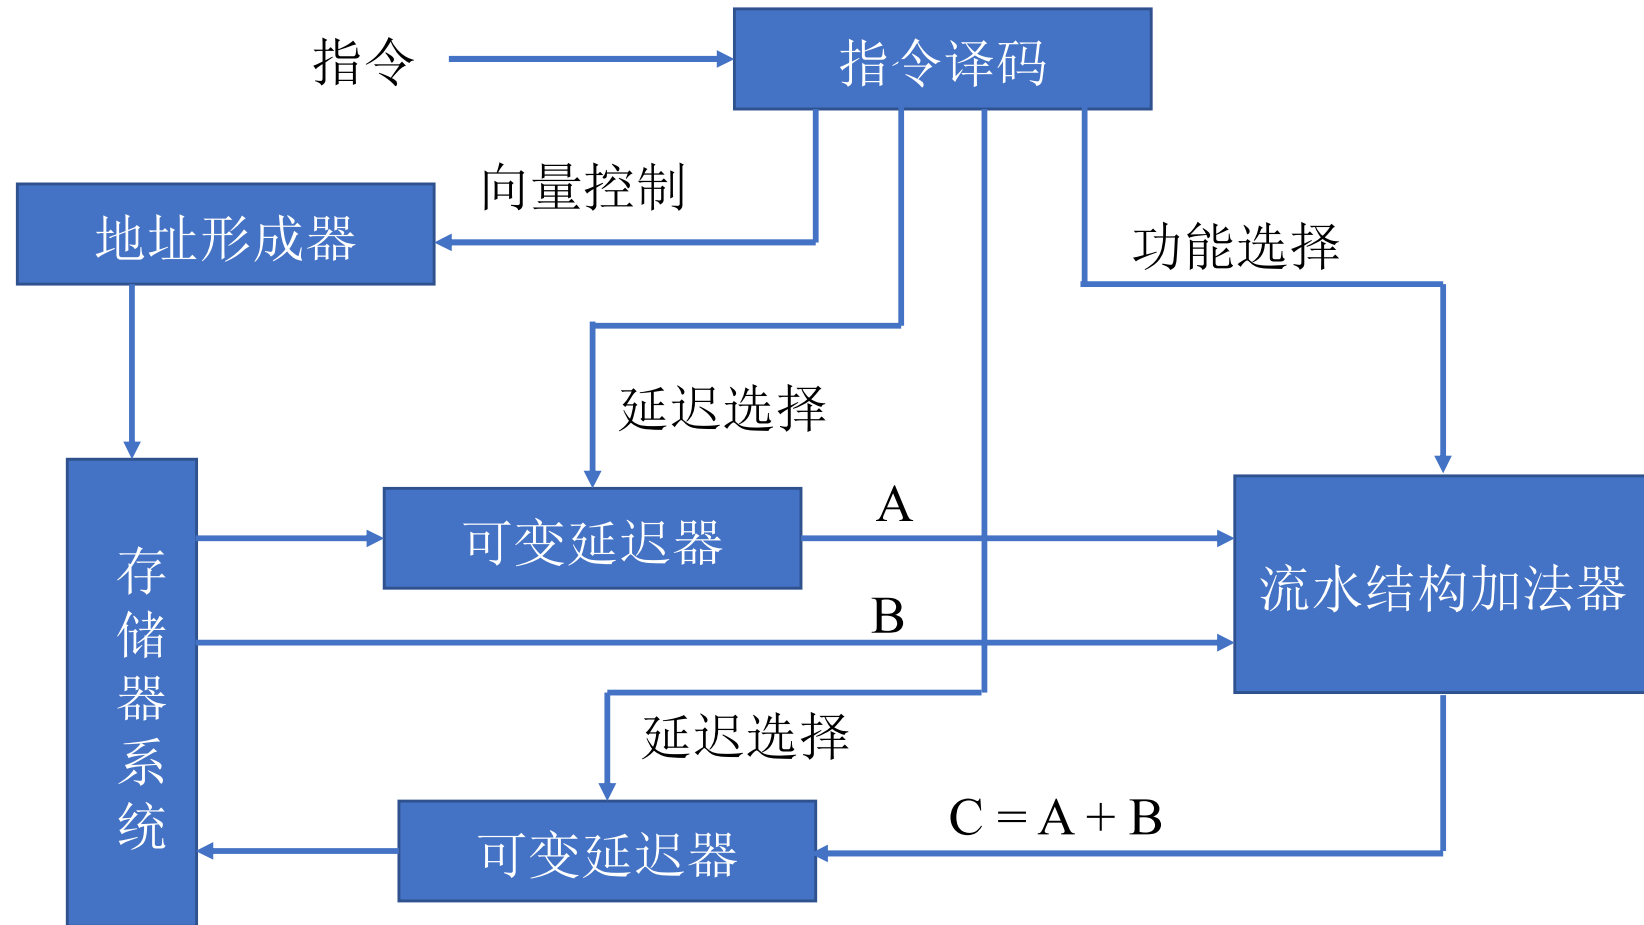 指令
指令译码
向量控制
地址形成器
功能选择
延迟选择
A
可变延迟器
流水结构加法器
B
存储器系统
延迟选择
C = A + B
可变延迟器